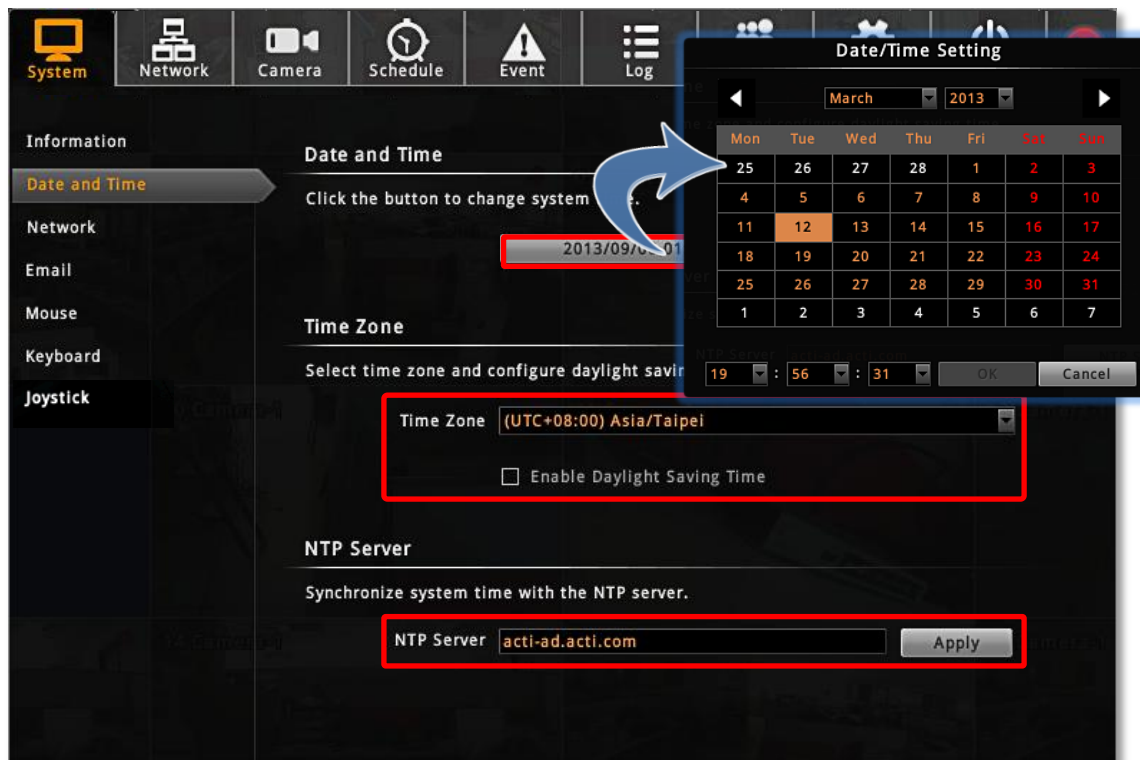 System Network Camera Schedule Event Log
Date/Time Setting
March 2013
Mon Tue Wed Thu Fri Sat Sun
25 26 27 28 1 2 3
4 5 6 7 8 9 10
11 12 13 14 15 16 17
18 19 20 21 22 23 24
25 26 27 28 29 30 31
1 2 3 4 5 6 7
19 : 56 : 31 OK Cancel
Information
Date and Time
Network
Email
Mouse
Keyboard
Joystick
Date and Time
Click the button to change system
2013/09/
Time Zone
Select time zone and configure daylight savin
Time Zone (UTC+08:00) Asia/Taipei
Enable Daylight Saving Time
NTP Server
Synchronize system time with the NTP server.
NTP Server acti-ad.acti.com Apply